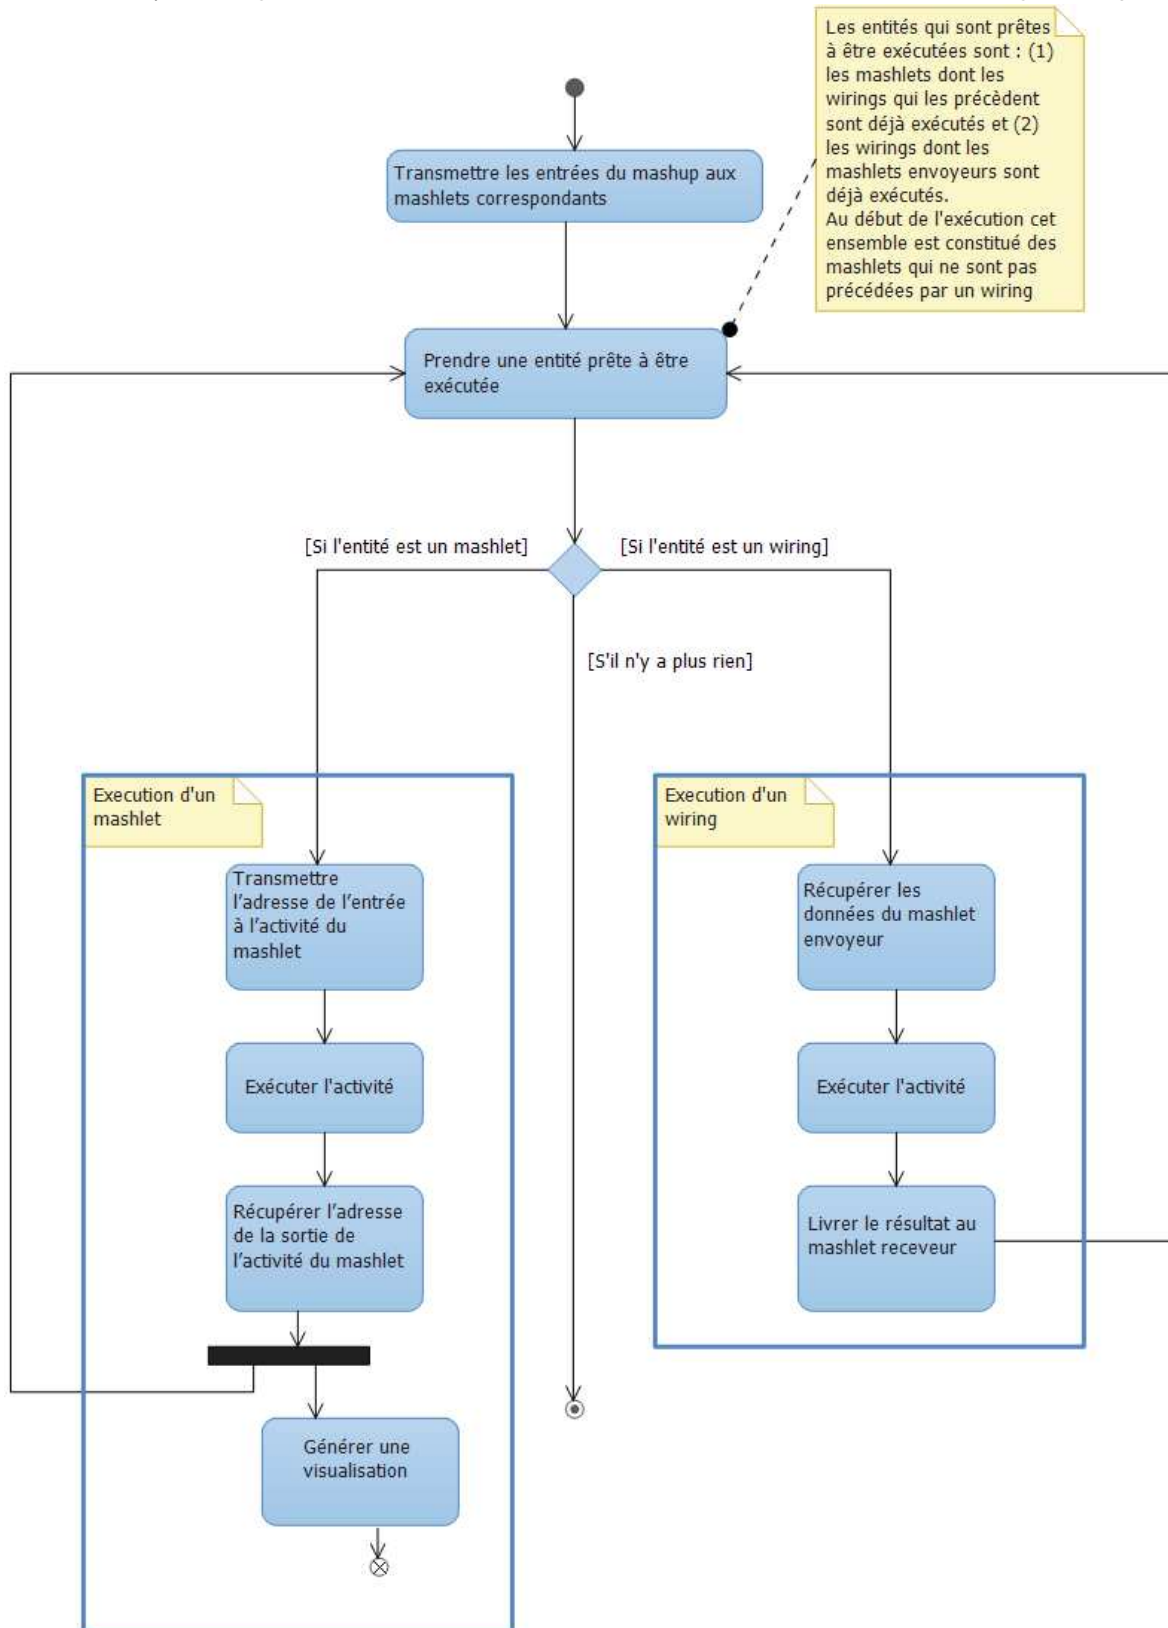 Les entités qui sont prêtes
à être exécutées sont : (1)
les mashlets dont les
wirings qui les précèdent
sont déjà exécutés et (2)
les wirings dont les
mashlets envoyeurs sont
déjà exécutés.
Au début de l'exécution cet
ensemble est constitué des
mashlets qui ne sont pas
précédées par un wiring
Transmettre les entrées du mashup aux
mashlets correspondants
Prendre une entité prête à être
exécutée
[Si l'entité est un mashlet]
[Si l'entité est un wiring]
[S'il n'y a plus rien]
Execution d'un
mashlet
Transmettre
l’adresse de l’entrée
à l’activité du
mashlet
Exécuter l'activité
Récupérer l’adresse
de la sortie de
l’activité du mashlet
Générer une
visualisation
Execution d'un
wiring
Récupérer les
données du mashlet
envoyeur
Exécuter l'activité
Livrer le résultat au
mashlet receveur